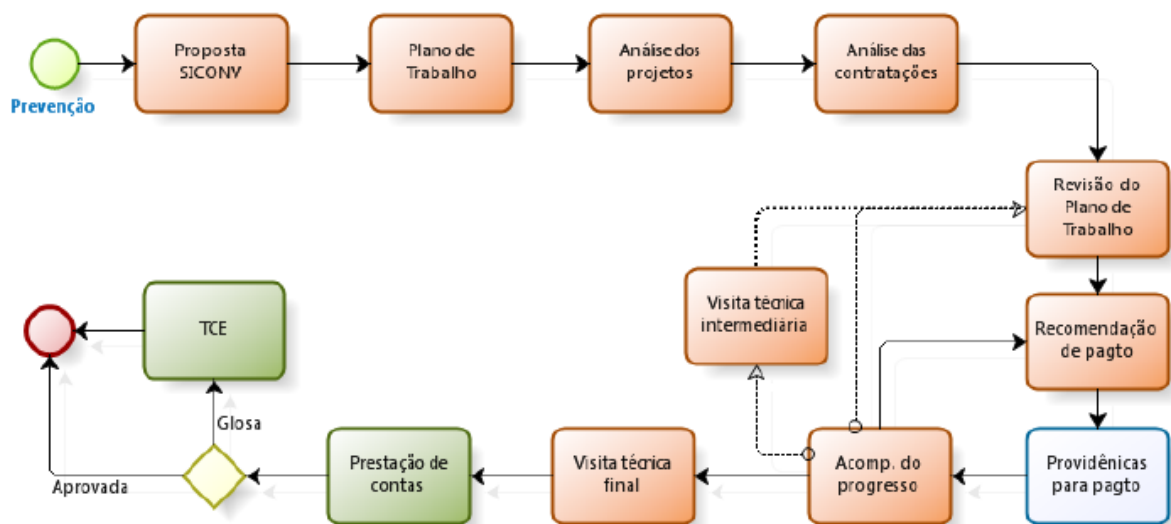 Proposta
SICONV
Plano de
Trabalho
Análise dos
projetos
Análise das
contratações
Prevenção
Revisão do
Plano de
Trabalho
Visita técnica
intermediária
TCE
Recomendação
de pagto
Glosa
Aprovada
Prestação de
contas
Visita técnica
final
Acomp. do
progresso
Providênicas
para pagto